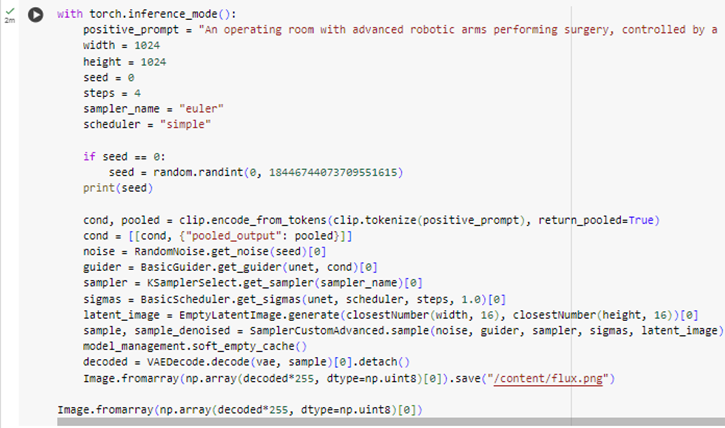 with torch.inference_mode():
2m
    positive_prompt = "An operating room with advanced robotic arms performing surgery, controlled by a
    width = 1024
    height = 1024
    seed = 0
    steps = 4
    sampler_name = "euler"
    scheduler = "simple"
    if seed == 0:
        seed = random.randint(0, 18446744073709551615)
    print(seed)
    cond, pooled = clip.encode_from_tokens(clip.tokenize(positive_prompt), return_pooled=True)
    cond = [[cond, {"pooled_output": pooled}]]
    noise = RandomNoise.get_noise(seed)[0]
    guider = BasicGuider.get_guider(unet, cond)[0]
    sampler = KSamplerSelect.get_sampler(sampler_name)[0]
    sigmas = BasicScheduler.get_sigmas(unet, scheduler, steps, 1.0)[0]
    latent_image = EmptyLatentImage.generate(closestNumber(width, 16), closestNumber(height, 16))[0]
    sample, sample_denoised = SamplerCustomAdvanced.sample(noise, guider, sampler, sigmas, latent_image)
    model_management.soft_empty_cache()
    decoded = VAEDecode.decode(vae, sample)[0].detach()
    Image.fromarray(np.array(decoded*255, dtype=np.uint8)[0]).save("/content/flux.png")
Image.fromarray(np.array(decoded*255, dtype=np.uint8)[0])